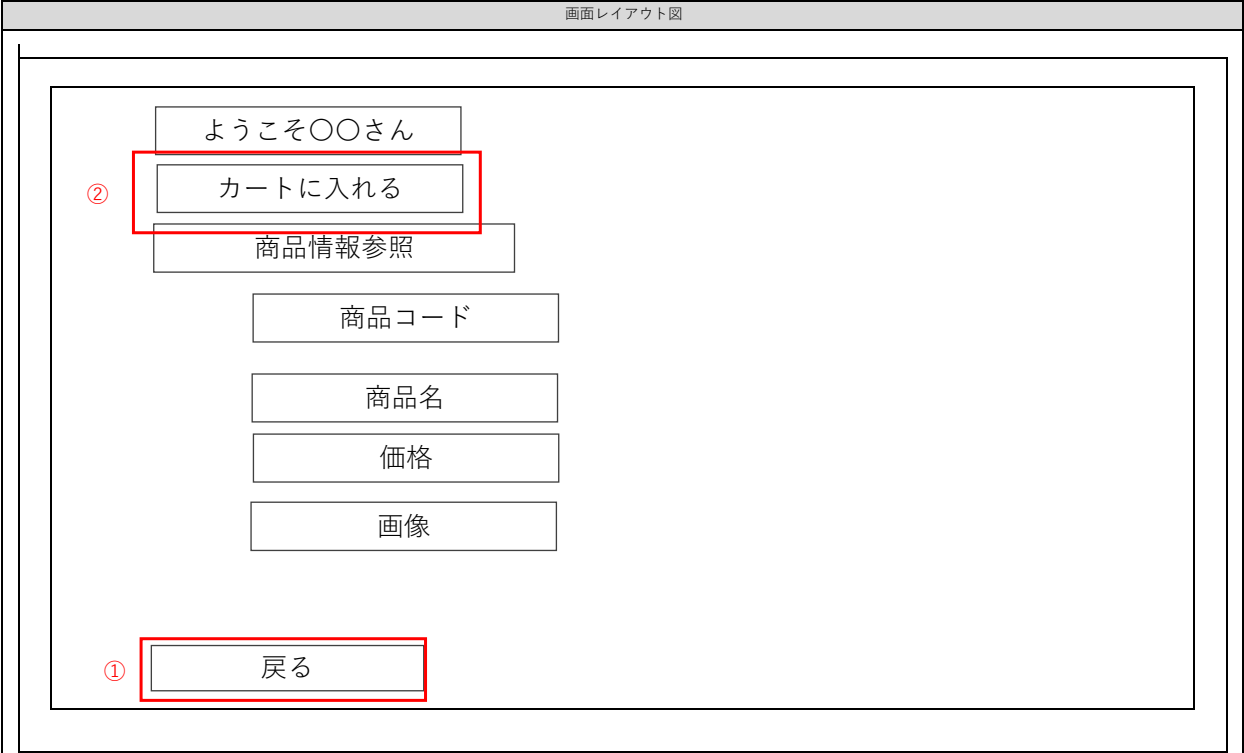 画面レイアウト図
ようこそ〇〇さん
② カートに入れる
商品情報参照
商品コード
商品名
価格
画像
① 戻る